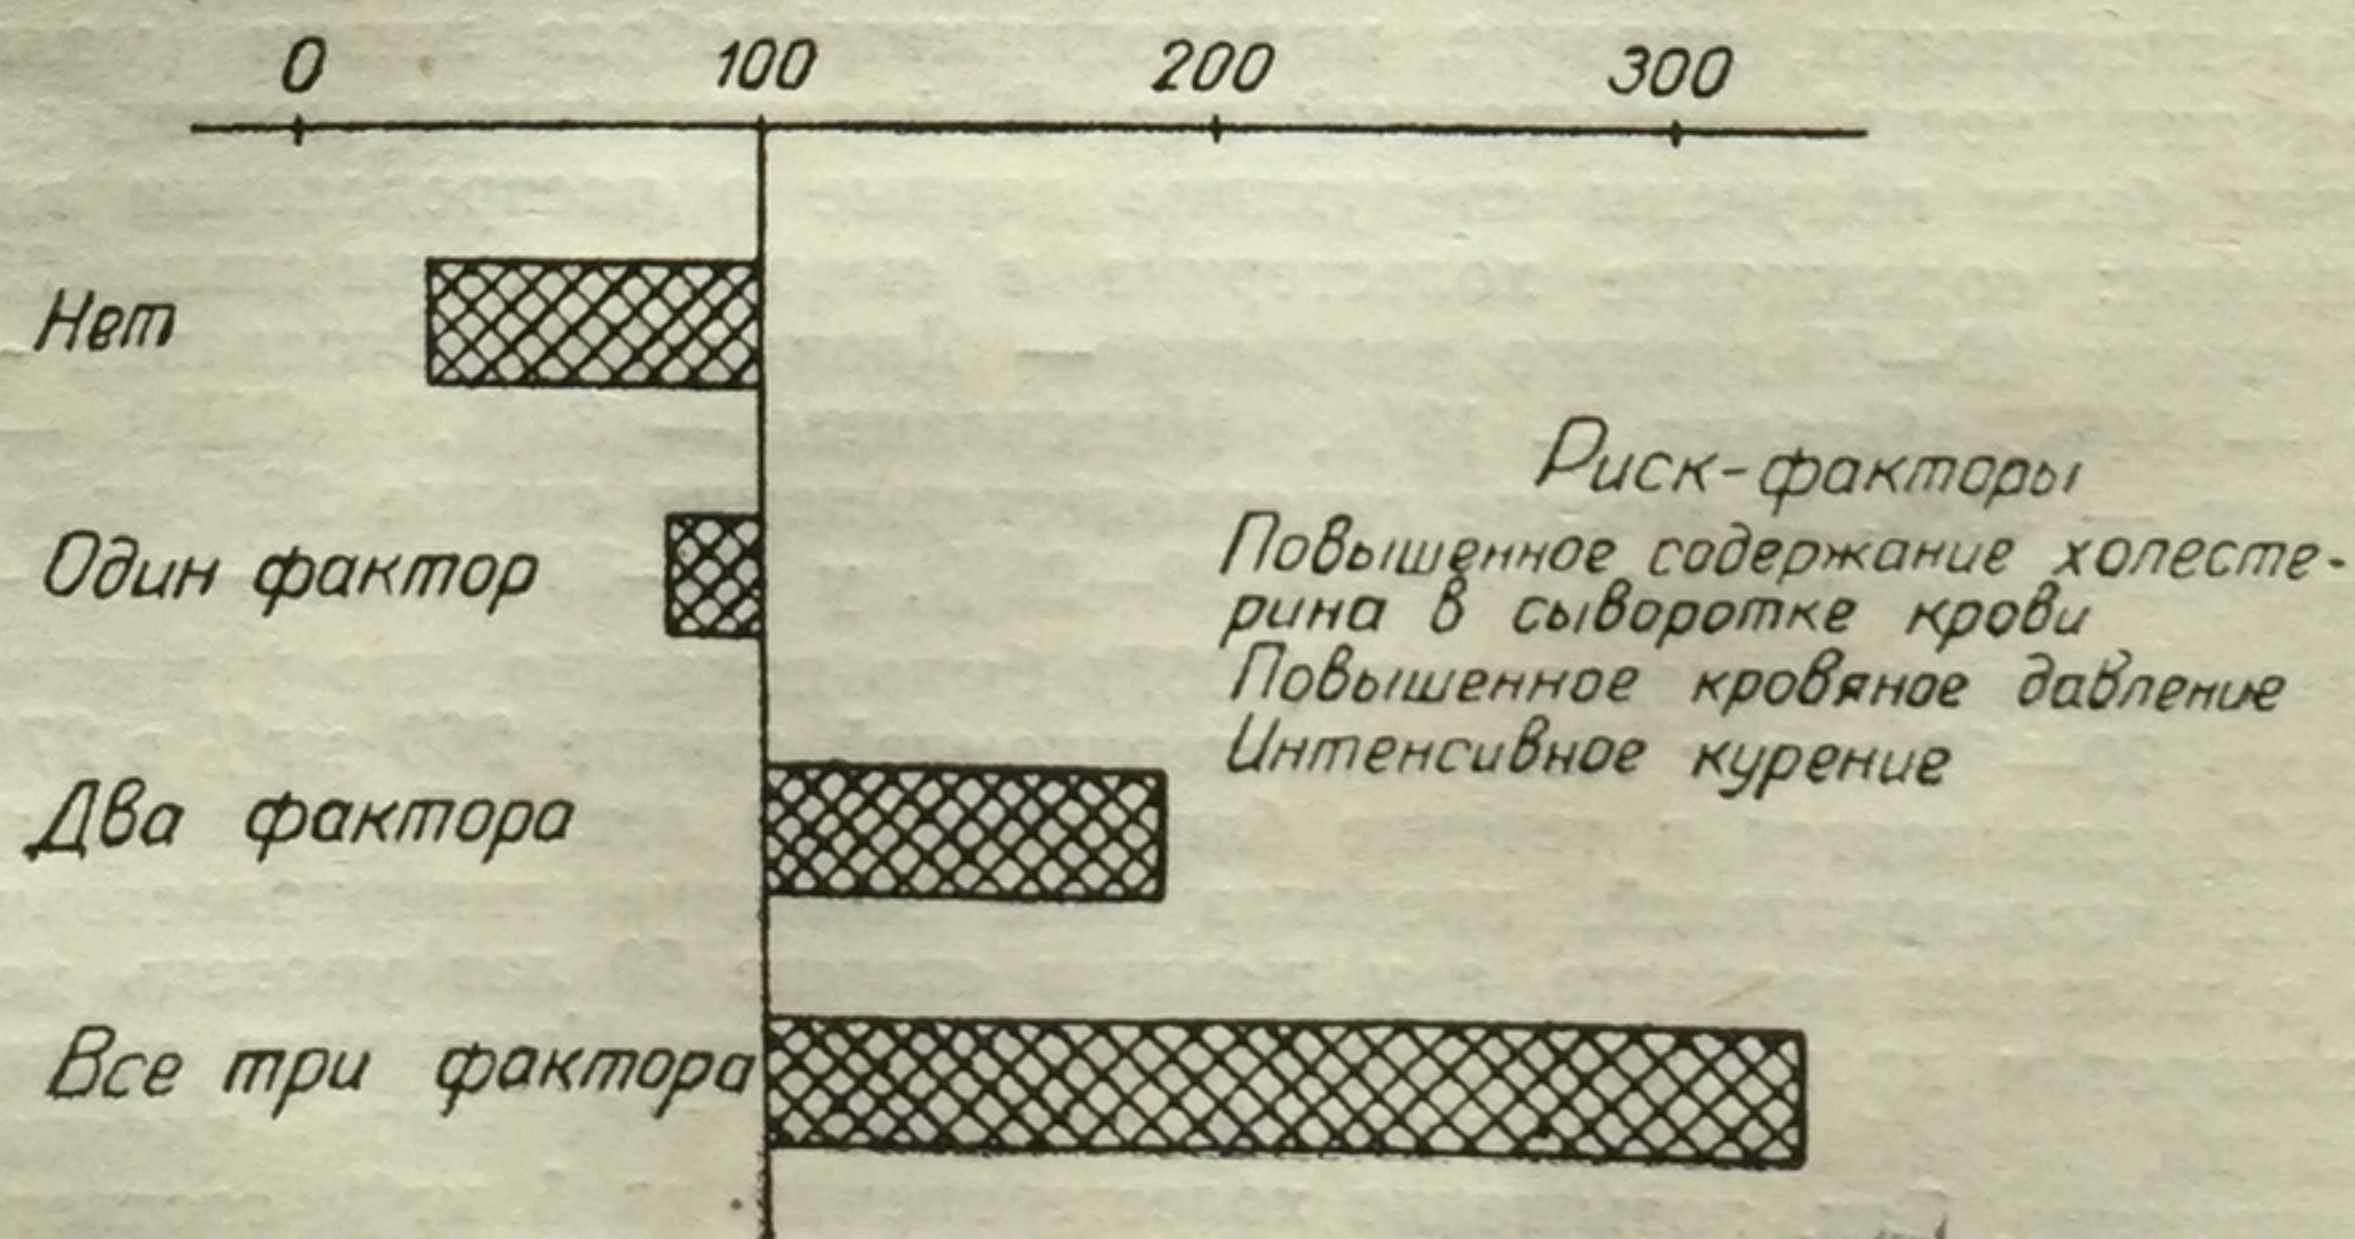 0 100 200 300
Нет
Один фактор
Два фактора
Все три фактора
Риск-факторы
Повышенное содержание холесте-
рина в сыворотке крови
Повышенное кровяное давление
Интенсивное курение